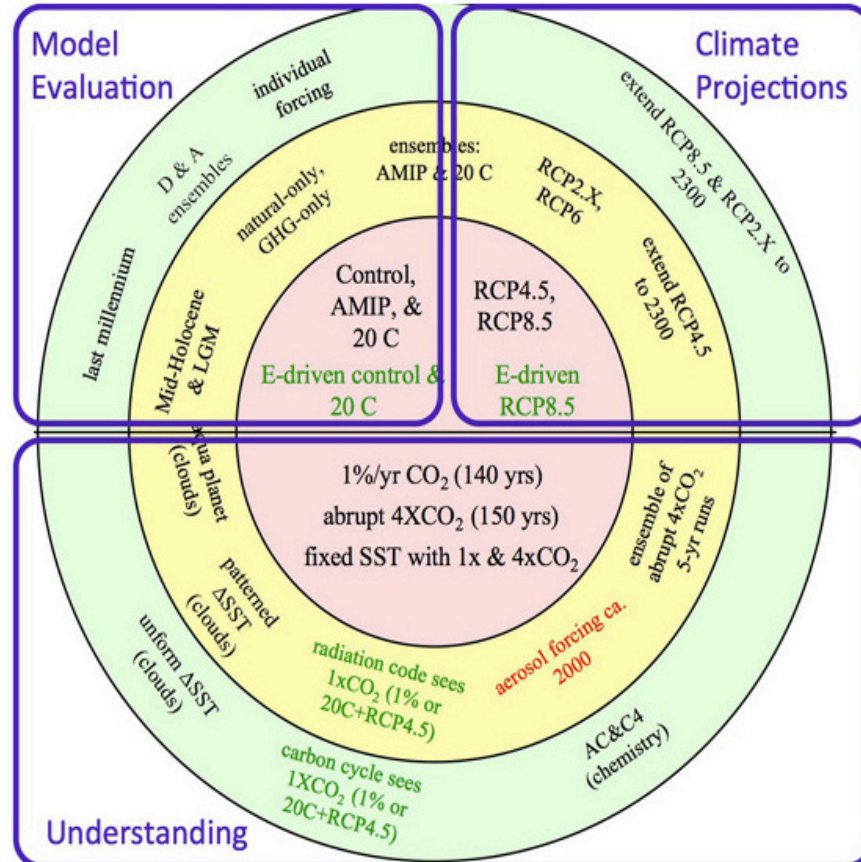 Model
Evaluation
Climate
Projections
individual
forcing
D & A
ensembles
last millennium
ensembles:
AMIP & 20 C
natural-only,
GHG-only
Mid-Holocene
& LGM
RCP2.X,
RCP6
extend RCP4.5
to 2300
extend RCP8.5 & RCP2.X to
2300
Control,
AMIP, &
20 C
E-driven control &
20 C
RCP4.5,
RCP8.5
E-driven
RCP8.5
1%/yr CO₂ (140 yrs)
abrupt 4XCO₂ (150 yrs)
fixed SST with 1x & 4xCO₂
planet
(clouds)
patterned
ΔSST
(clouds)
unform ΔSST
(clouds)
radiation code sees
1xCO₂ (1% or
20C+RCP4.5)
carbon cycle sees
1XCO₂ (1% or
20C+RCP4.5)
aerosol forcing ca.
2000
ensemble of
abrupt 4xCO₂
5-yr runs
AC&C4
(chemistry)
Understanding